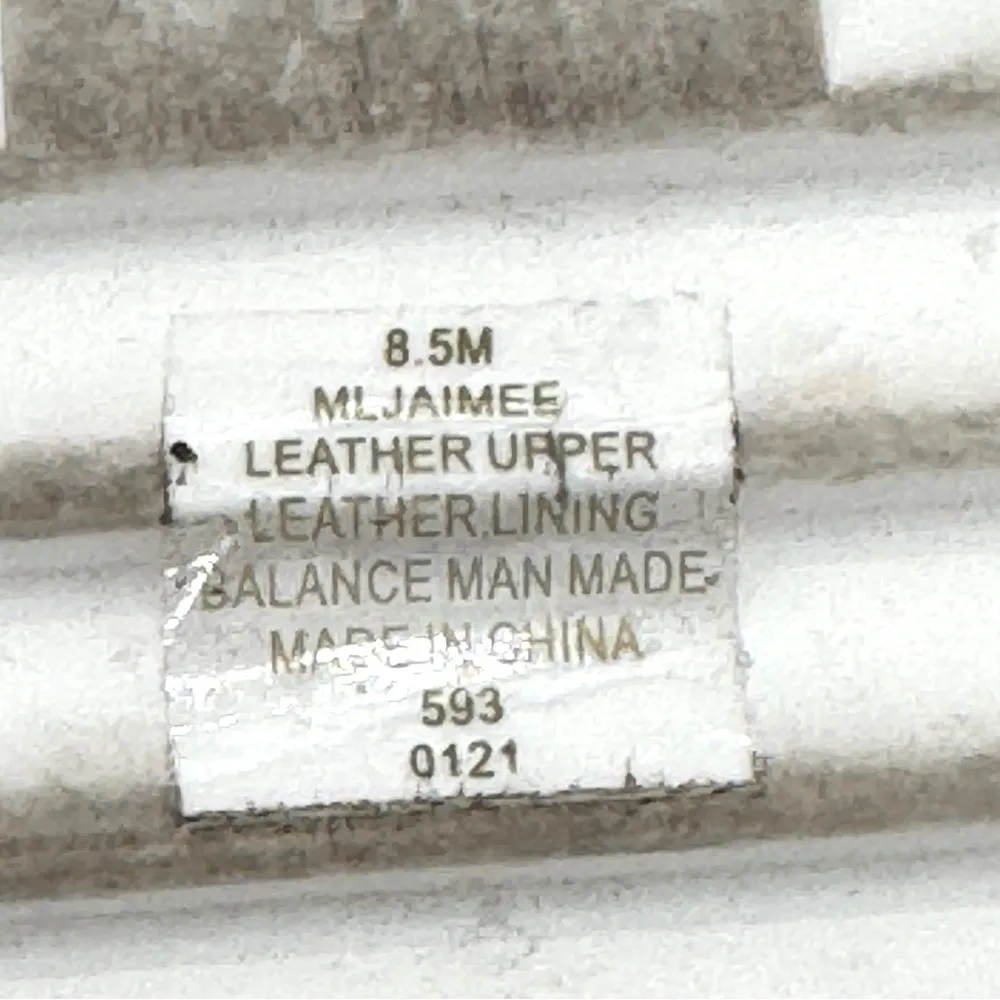 8.5M
MLJAIMEE
LEATHER UPPER
LEATHER LINING
BALANCE MAN MADE
MADE IN CHINA
593
0121